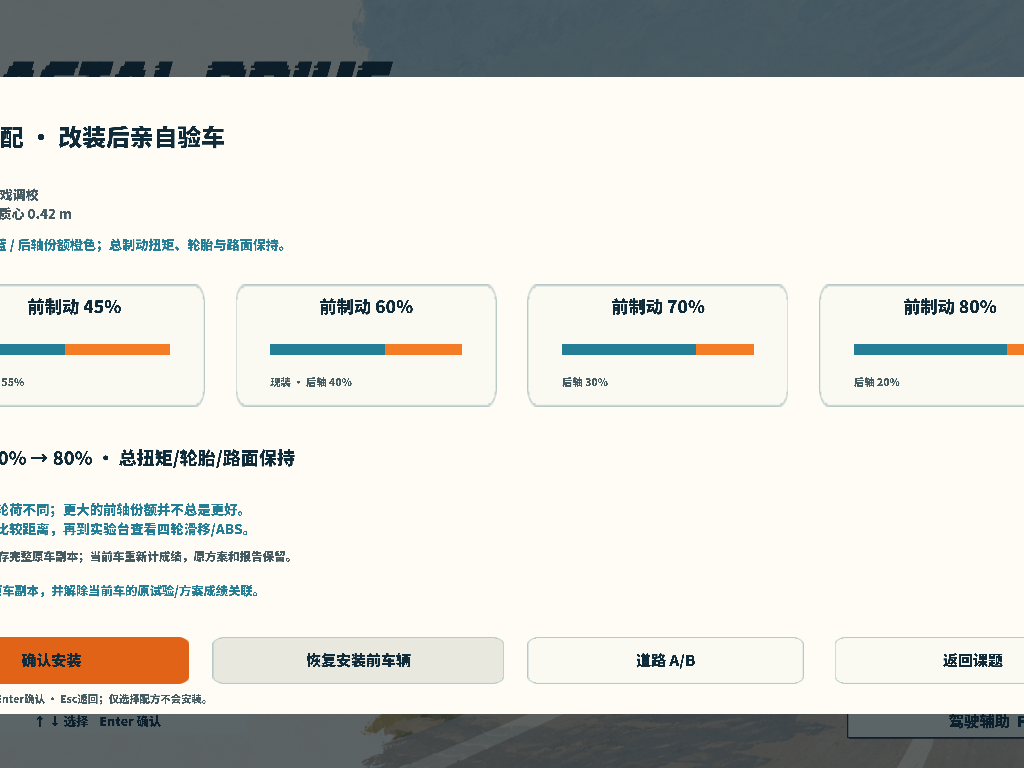 配 · 改装后亲自验车
戏调校
质心 0.42 m
蓝 / 后轴份额橙色；总制动扭矩、轮胎与路面保持。
前制动 45%
前制动 60%
前制动 70%
前制动 80%
55%
现装 · 后轴 40%
后轴 30%
后轴 20%
0% → 80% · 总扭矩/轮胎/路面保持
轮荷不同；更大的前轴份额并不总是更好。
比较距离，再到实验台查看四轮滑移/ABS。
存完整原车副本；当前车重新计成绩，原方案和报告保留。
原车副本，并解除当前车的原试验/方案成绩关联。
确认安装
恢复安装前车辆
道路 A/B
返回课题
Enter确认 · Esc返回；仅选择配方不会安装。
↑ ↓ 选择 Enter 确认
驾驶辅助